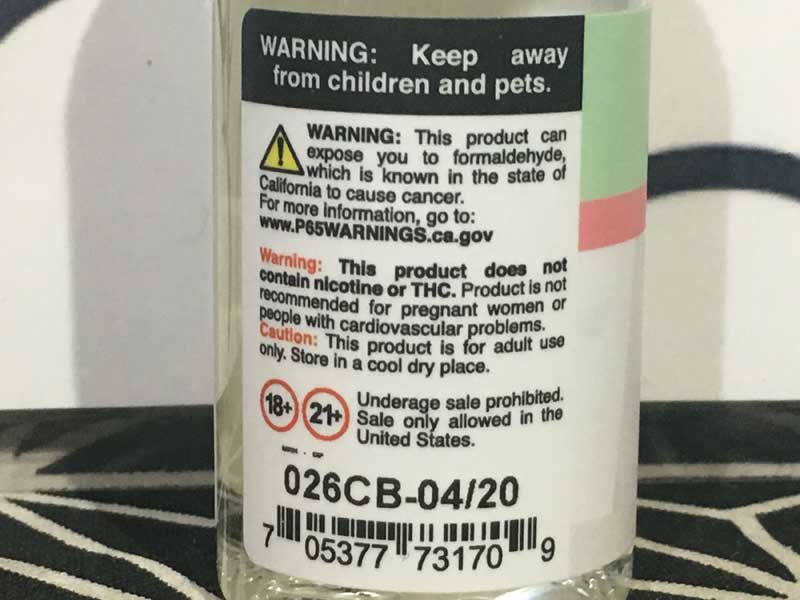 WARNING: Keep away
from children and pets.
WARNING: This product can
expose you to formaldehyde,
which is known in the state of
California to cause cancer.
For more information, go to:
www.P65WARNINGS.ca.gov
Warning: This product does not
contain nicotine or THC. Product is not
recommended for pregnant women or
people with cardiovascular problems.
Caution: This product is for adult use
only. Store in a cool dry place.
18+ 21+
Underage sale prohibited.
Sale only allowed in the
United States.
026CB-04/20
7 05377 73170 9